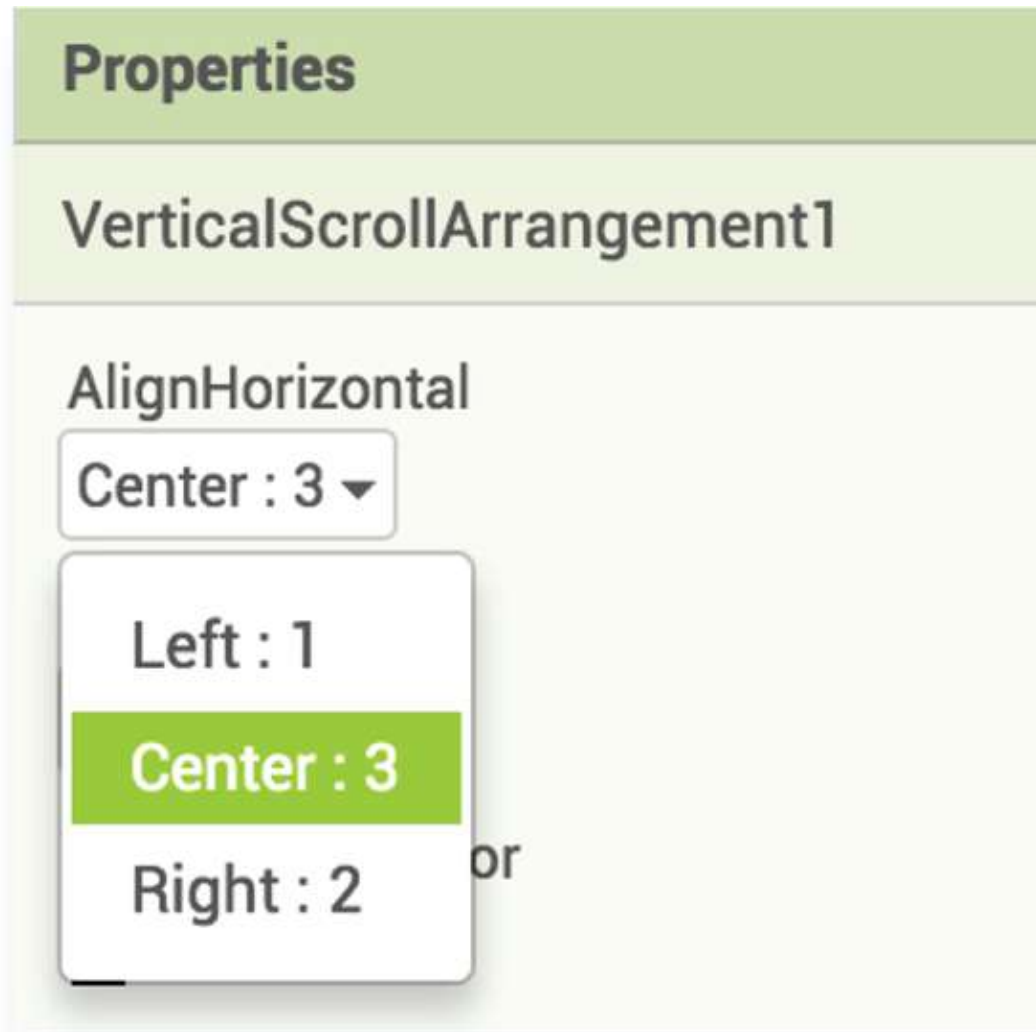 Properties
VerticalScrollArrangement1
AlignHorizontal
Center : 3
Left : 1
Center : 3
Right : 2
or